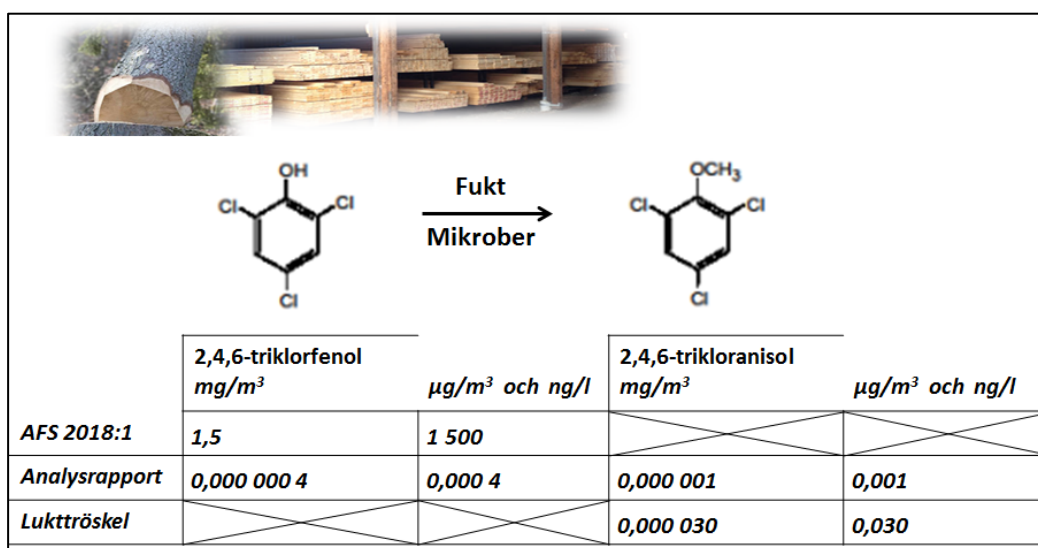 OH
Cl
Cl
Cl
Fukt
Mikrober
OCH3
Cl
Cl
Cl
2,4,6-triklorfenol
mg/m³
µg/m³ och ng/l
2,4,6-trikloranisol
mg/m³
µg/m³ och ng/l
AFS 2018:1
1,5
1 500
Analysrapport
0,000 000 4
0,000 4
0,000 001
0,001
Lukttröskel
0,000 030
0,030